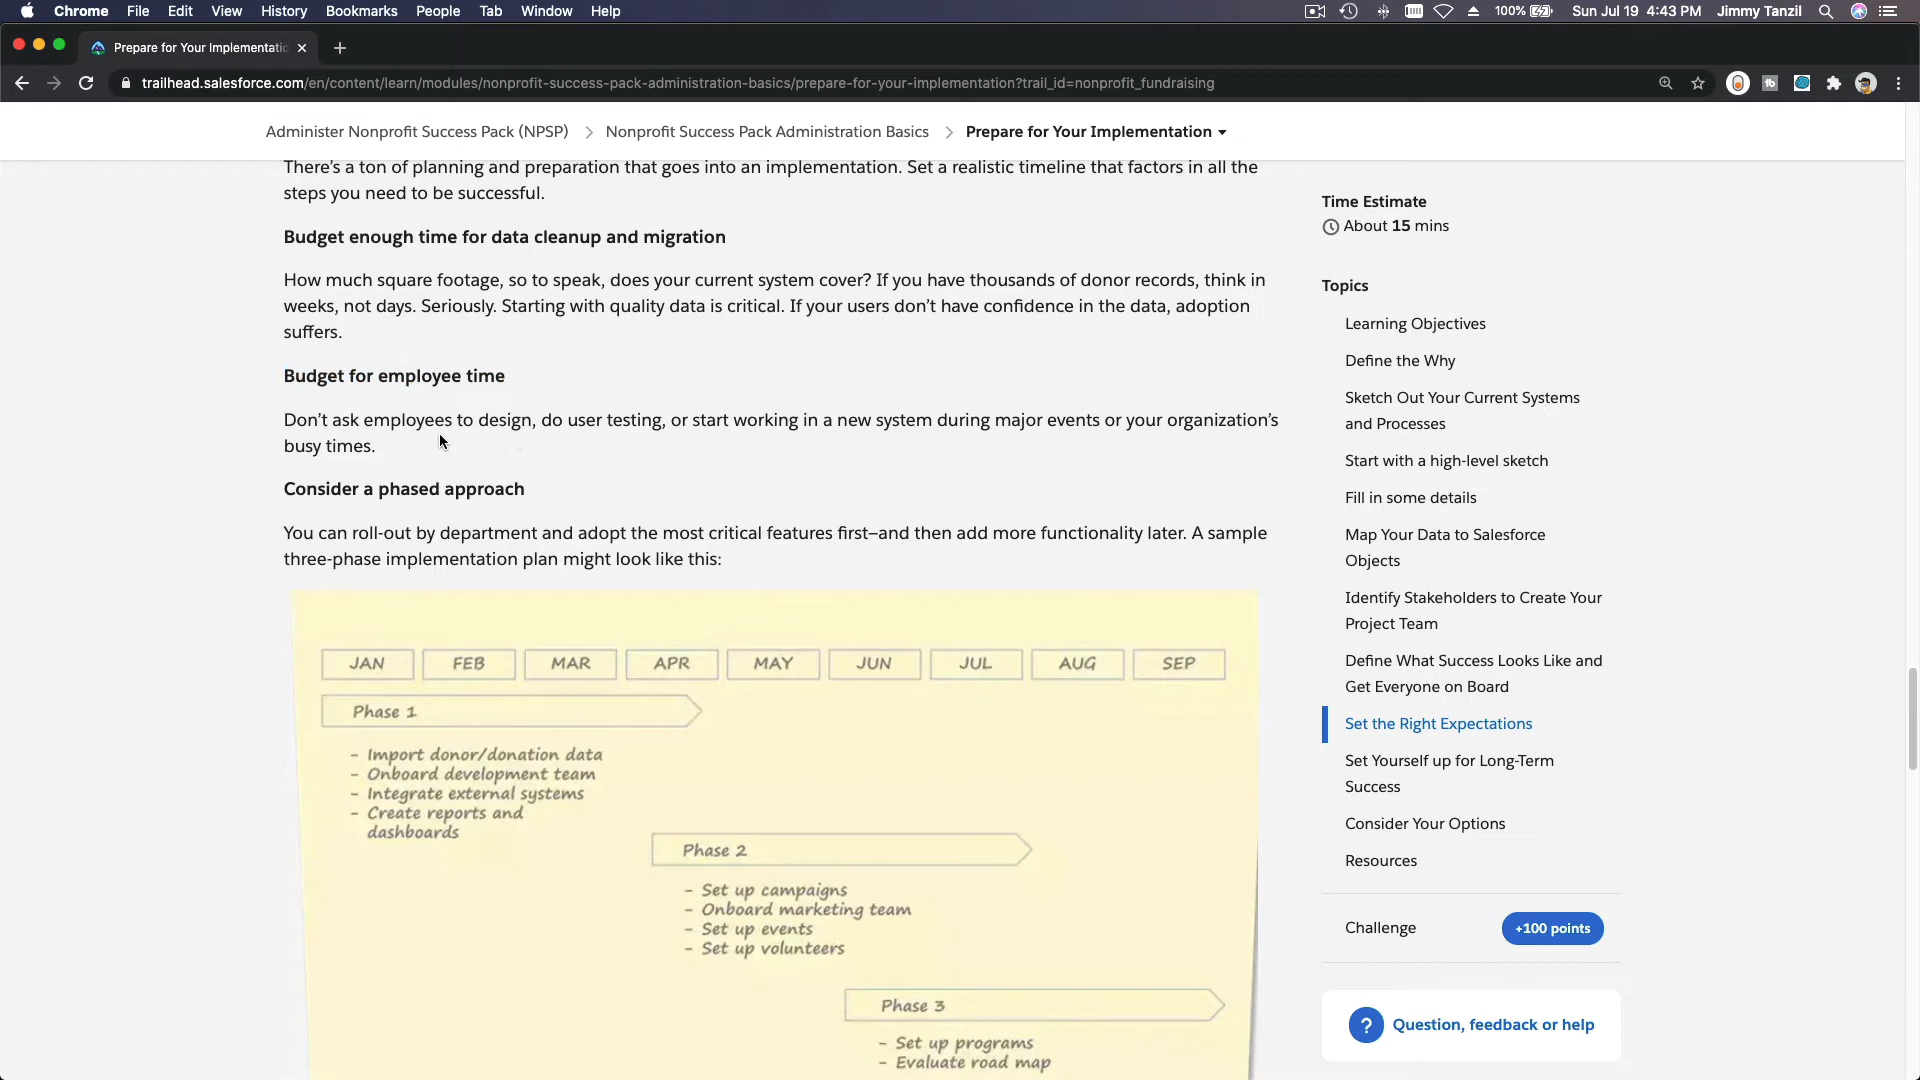 Chrome File Edit View History Bookmarks People Tab Window Help 100% Sun Jul 19 4:43 PM Jimmy Tanzil
Prepare for Your Implementatio
trailhead.salesforce.com/en/content/learn/modules/nonprofit-success-pack-administration-basics/prepare-for-your-implementation?trail_id=nonprofit_fundraising
Administer Nonprofit Success Pack (NPSP) Nonprofit Success Pack Administration Basics Prepare for Your Implementation
There's a ton of planning and preparation that goes into an implementation. Set a realistic timeline that factors in all the
steps you need to be successful.
Budget enough time for data cleanup and migration
How much square footage, so to speak, does your current system cover? If you have thousands of donor records, think in
weeks, not days. Seriously. Starting with quality data is critical. If your users don't have confidence in the data, adoption
suffers.
Budget for employee time
Don't ask employees to design, do user testing, or start working in a new system during major events or your organization's
busy times.
Consider a phased approach
You can roll-out by department and adopt the most critical features first—and then add more functionality later. A sample
three-phase implementation plan might look like this:
JAN FEB MAR APR MAY JUN JUL AUG SEP
Phase 1
- Import donor/donation data
- Onboard development team
- Integrate external systems
- Create reports and
dashboards
Phase 2
- Set up campaigns
- Onboard marketing team
- Set up events
- Set up volunteers
Phase 3
- Set up programs
- Evaluate road map
Time Estimate
About 15 mins
Topics
Learning Objectives
Define the Why
Sketch Out Your Current Systems
and Processes
Start with a high-level sketch
Fill in some details
Map Your Data to Salesforce
Objects
Identify Stakeholders to Create Your
Project Team
Define What Success Looks Like and
Get Everyone on Board
Set the Right Expectations
Set Yourself up for Long-Term
Success
Consider Your Options
Resources
Challenge +100 points
? Question, feedback or help